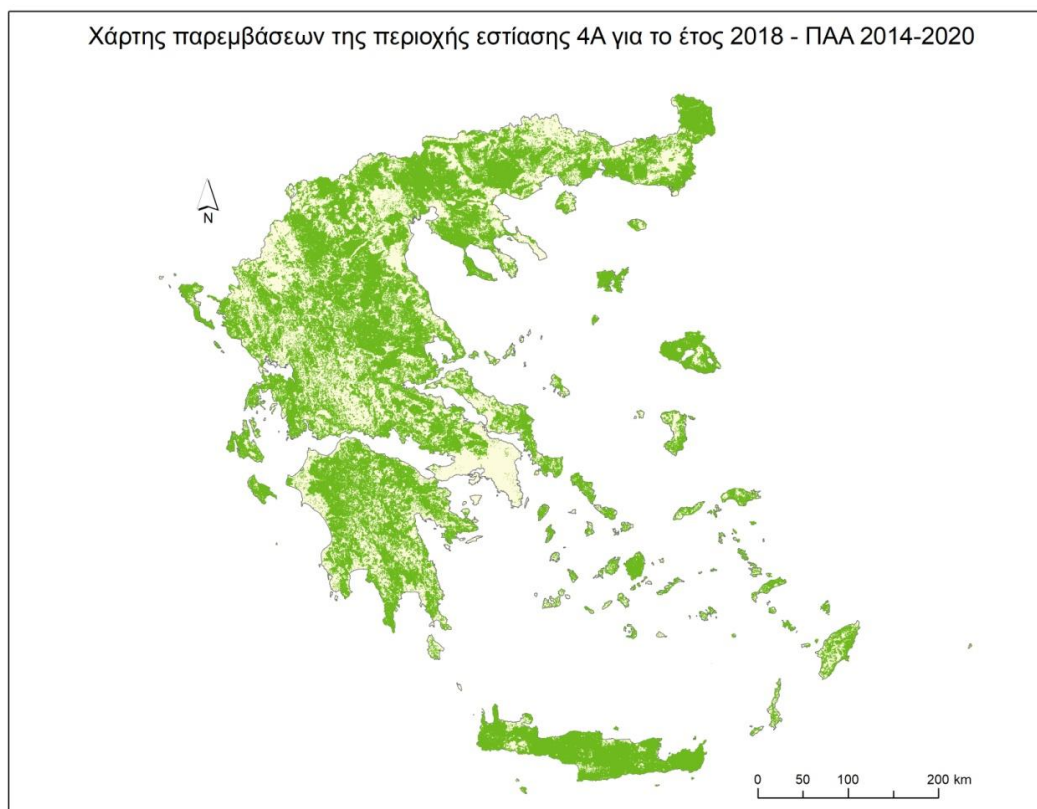 Χάρτης παρεμβάσεων της περιοχής εστίασης 4Α για το έτος 2018 - ΠΑΑ 2014-2020
N
0 50 100 200 km